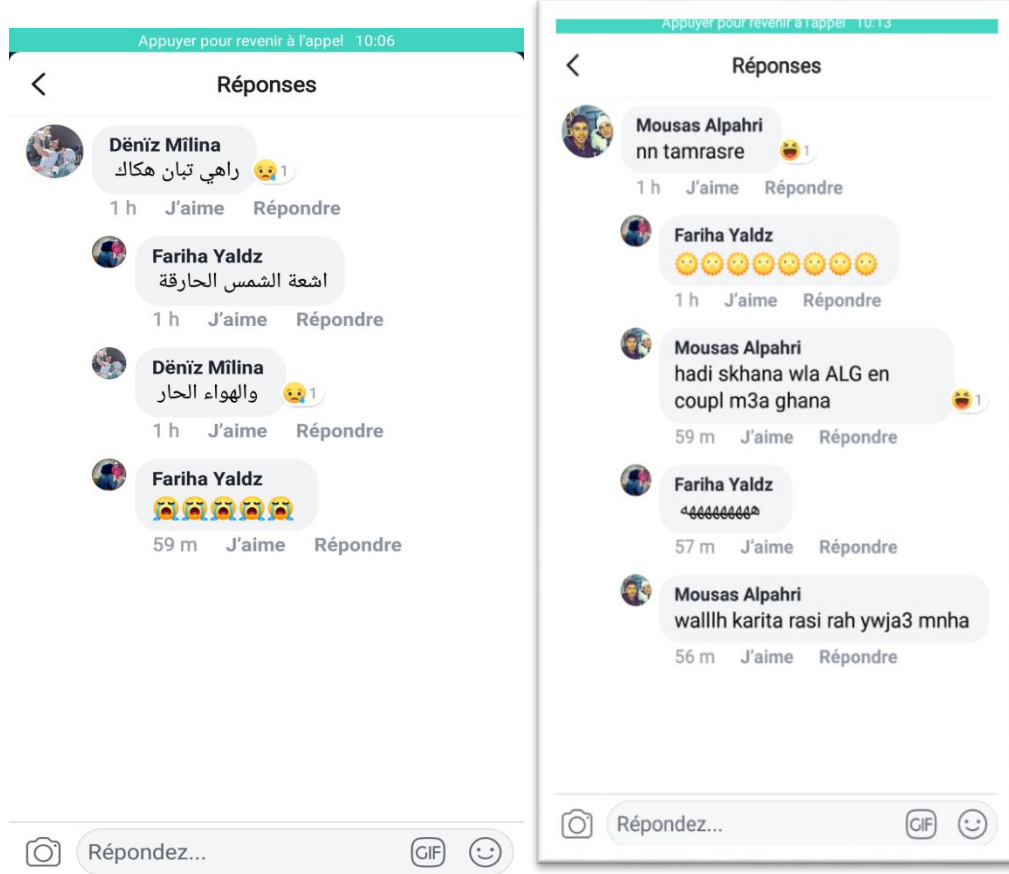 Appuyer pour revenir à l'appel 10:06
Réponses
Dënïz Mîlina
راهي تبان هكاك
😥 1
1 h J'aime Répondre
Fariha Yaldz
اشعة الشمس الحارقة
1 h J'aime Répondre
Dënïz Mîlina
والهواء الحار
😥 1
1 h J'aime Répondre
Fariha Yaldz
😭😭😭😭😭
59 m J'aime Répondre
Répondez...
GIF
Appuyer pour revenir à l'appel 10:13
Réponses
Mousas Alpahri
nn tamrasre
😆 1
1 h J'aime Répondre
Fariha Yaldz
🌞🌞🌞🌞🌞🌞🌞🌞
1 h J'aime Répondre
Mousas Alpahri
hadi skhana wla ALG en
coupl m3a ghana
😆 1
59 m J'aime Répondre
Fariha Yaldz
ههههههههه
57 m J'aime Répondre
Mousas Alpahri
walllh karita rasi rah ywja3 mnha
56 m J'aime Répondre
Répondez...
GIF